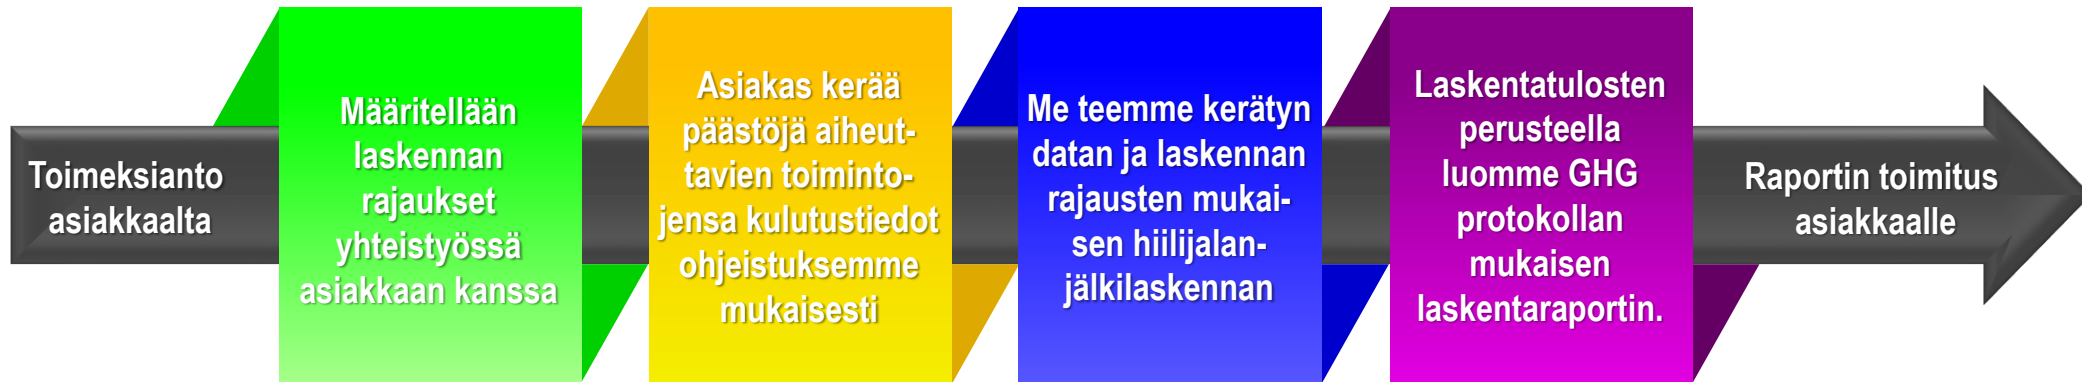 Toimeksianto
asiakkaalta
Määritellään
laskennan
rajaukset
yhteistyössä
asiakkaan kanssa
Asiakas kerää
päästöjä aiheut-
tavien toiminto-
jensa kulutustiedot
ohjeistuksemme
mukaisesti
Me teemme kerätyn
datan ja laskennan
rajausten mukai-
sen hiilijalan-
jälkilaskennan
Laskentatulosten
perusteella
luomme GHG
protokollan
mukaisen
laskentaraportin.
Raportin toimitus
asiakkaalle